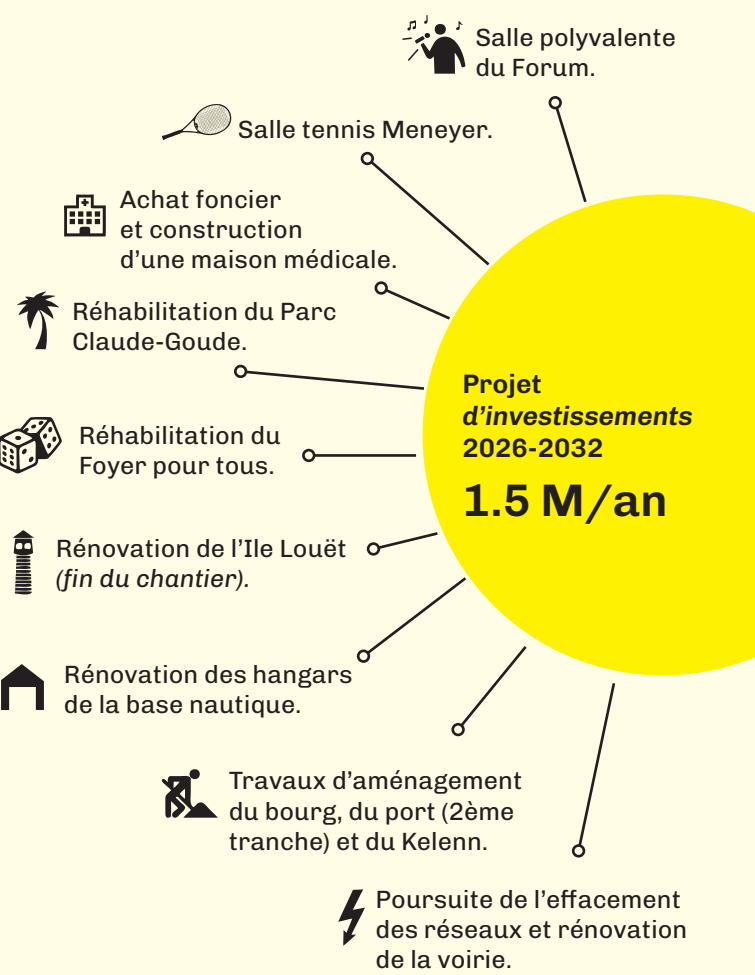 Salle polyvalente
du Forum.
Salle tennis Meneyer.
Achat foncier
et construction
d'une maison médicale.
Réhabilitation du Parc
Claude-Goude.
Réhabilitation du
Foyer pour tous.
Rénovation de l'Ile Louët
(fin du chantier).
Rénovation des hangars
de la base nautique.
Travaux d'aménagement
du bourg, du port (2ème
tranche) et du Kelenn.
Poursuite de l'effacement
des réseaux et rénovation
de la voirie.
Projet
d'investissements
2026-2032
1.5 M/an